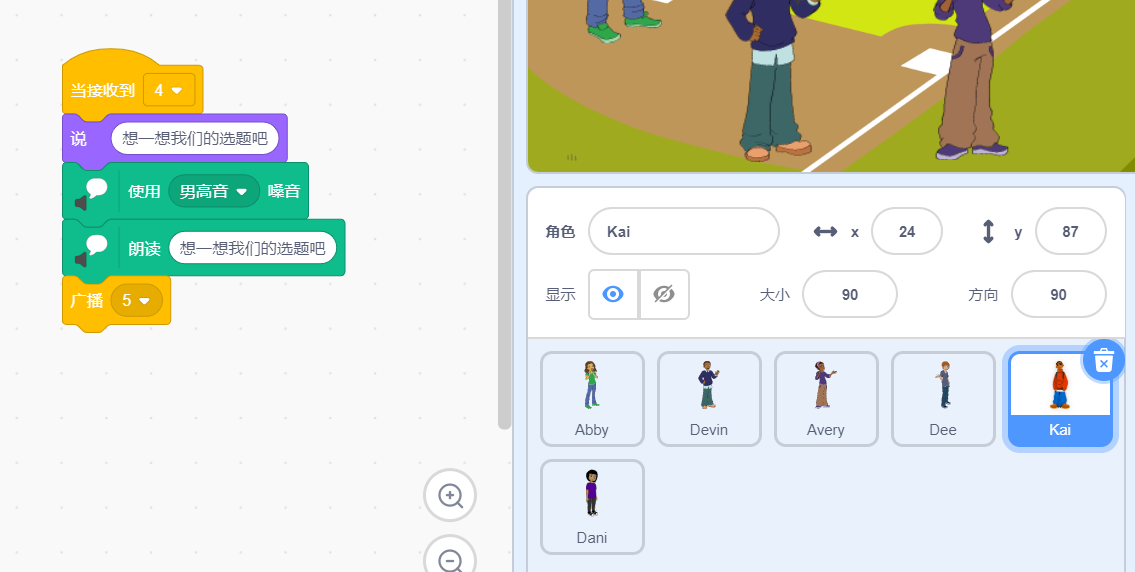 当接收到 4
说 想一想我们的选题吧
使用 男高音 嗓音
朗读 想一想我们的选题吧
广播 5
角色 Kai x 24 y 87
显示 大小 90 方向 90
Abby Devin Avery Dee Kai
Dani